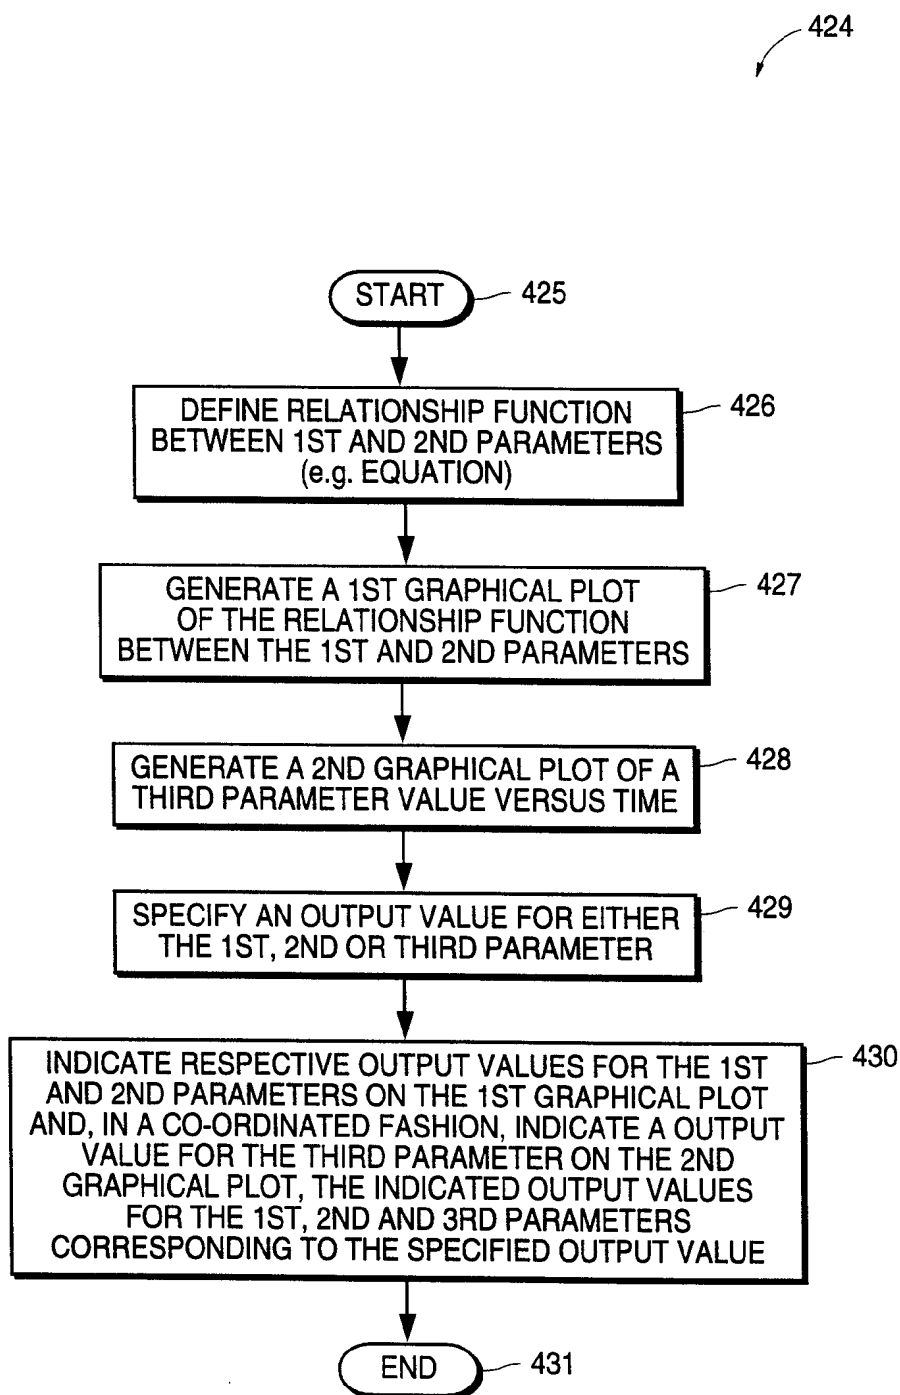 424
START
425
DEFINE RELATIONSHIP FUNCTION
BETWEEN 1ST AND 2ND PARAMETERS
(e.g. EQUATION)
426
GENERATE A 1ST GRAPHICAL PLOT
OF THE RELATIONSHIP FUNCTION
BETWEEN THE 1ST AND 2ND PARAMETERS
427
GENERATE A 2ND GRAPHICAL PLOT OF A
THIRD PARAMETER VALUE VERSUS TIME
428
SPECIFY AN OUTPUT VALUE FOR EITHER
THE 1ST, 2ND OR THIRD PARAMETER
429
INDICATE RESPECTIVE OUTPUT VALUES FOR THE 1ST
AND 2ND PARAMETERS ON THE 1ST GRAPHICAL PLOT
AND, IN A CO-ORDINATED FASHION, INDICATE A OUTPUT
VALUE FOR THE THIRD PARAMETER ON THE 2ND
GRAPHICAL PLOT, THE INDICATED OUTPUT VALUES
FOR THE 1ST, 2ND AND 3RD PARAMETERS
CORRESPONDING TO THE SPECIFIED OUTPUT VALUE
430
END
431